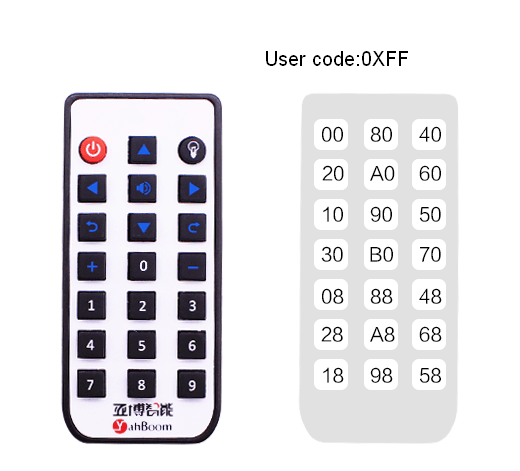 User code:0XFF
+ 0 −
1 2 3
4 5 6
7 8 9
亚博智能
YahBoom
00 80 40
20 A0 60
10 90 50
30 B0 70
08 88 48
28 A8 68
18 98 58